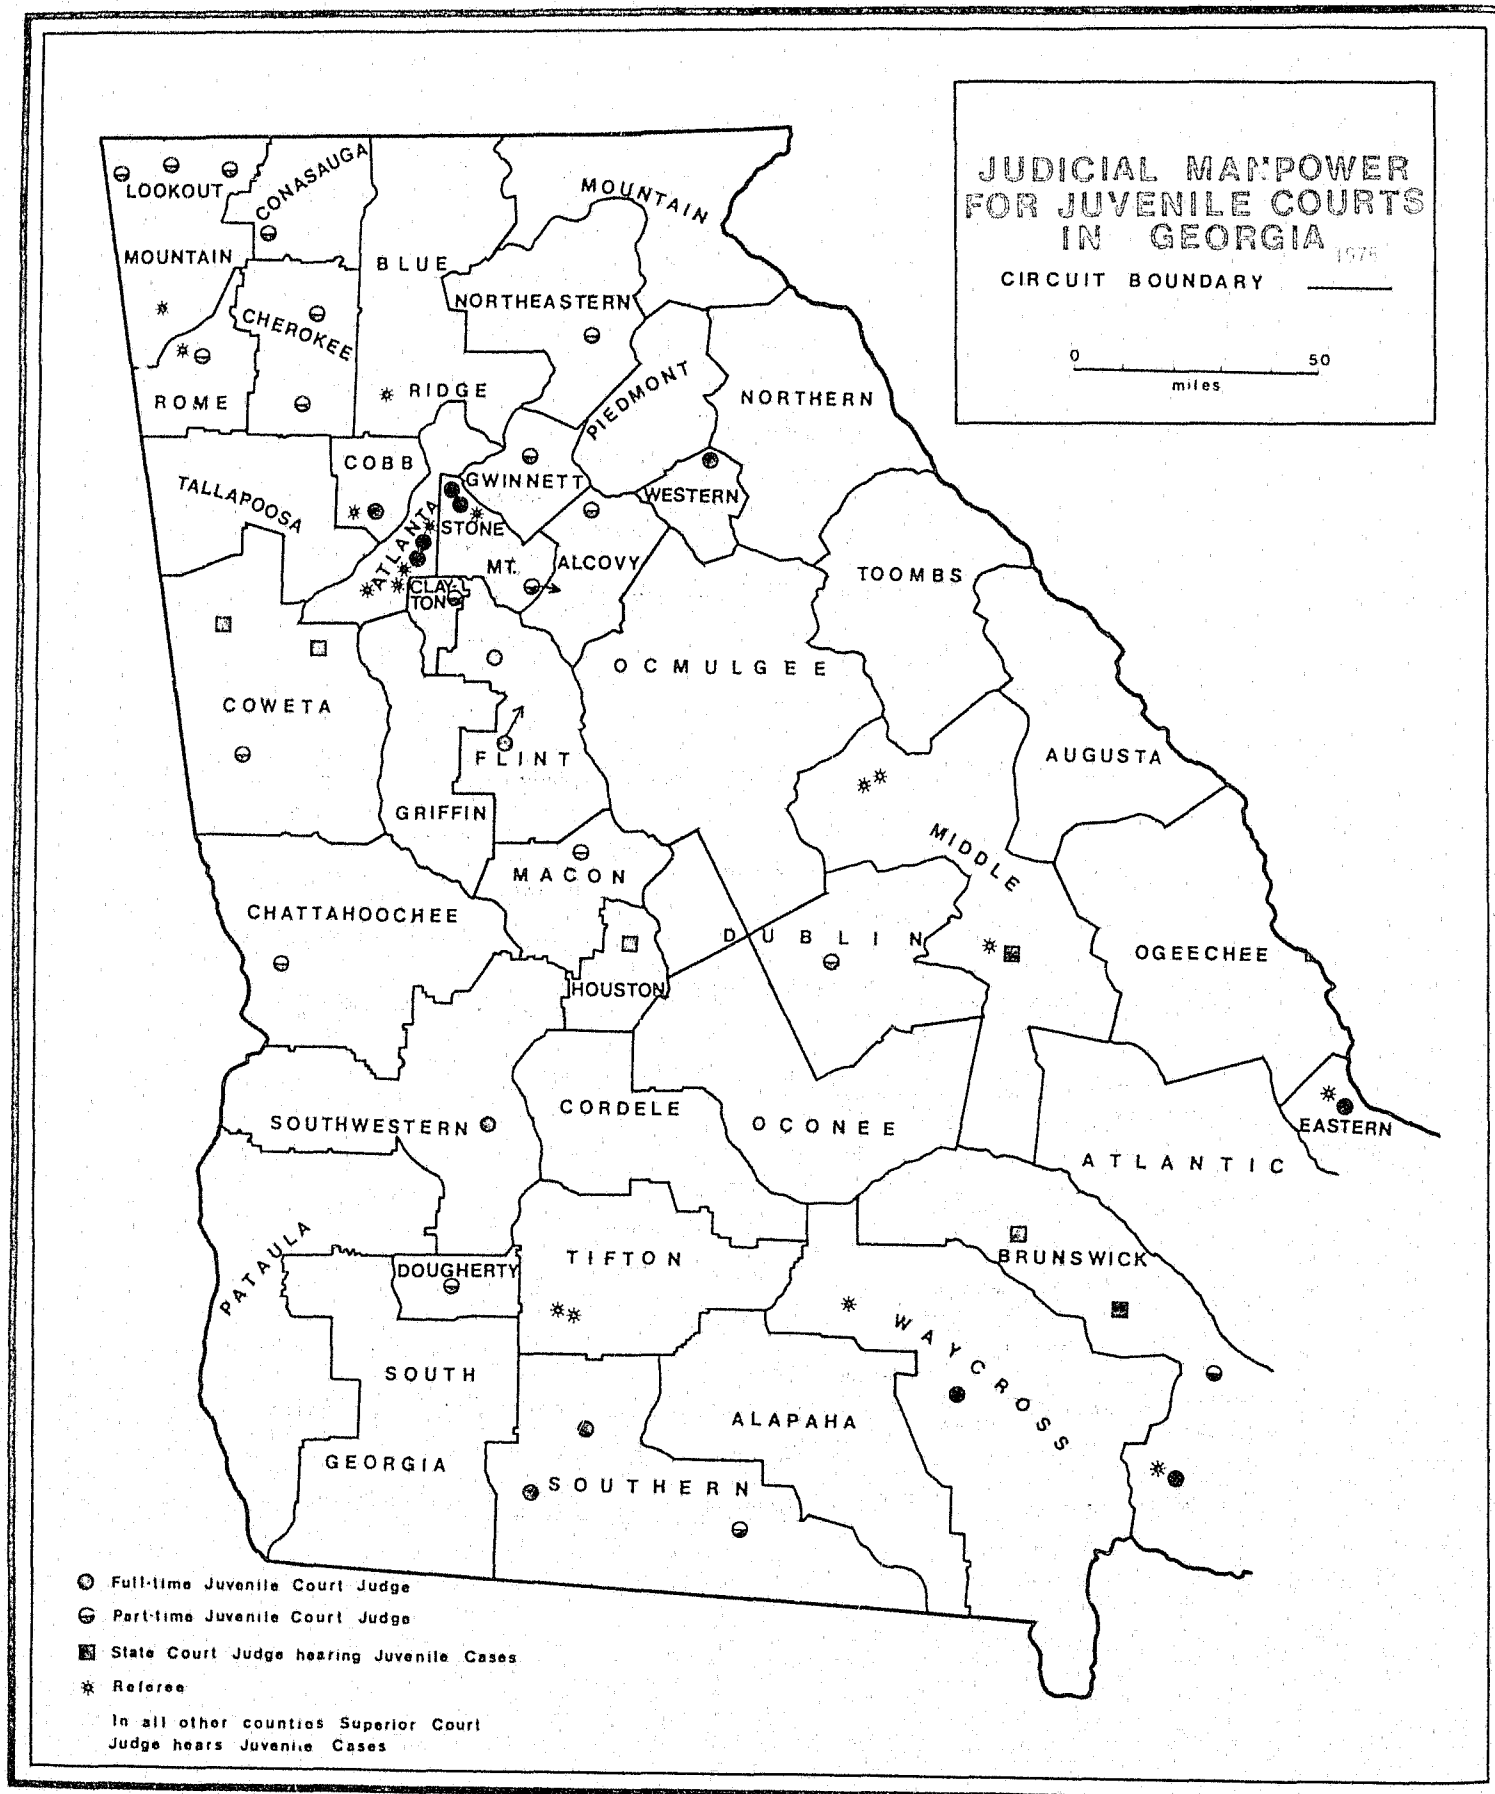 JUDICIAL MANPOWER
FOR JUVENILE COURTS
IN GEORGIA
CIRCUIT BOUNDARY
0 50
miles
LOOKOUT
MOUNTAIN
CONASAUGA
BLUE
RIDGE
MOUNTAIN
NORTHEASTERN
CHEROKEE
ROME
PIEDMONT
NORTHERN
COBB
TALLAPOOSA
GWINNETT
WESTERN
ATLANTA
STONE
MT.
ALCOVY
CLAY-
TON
TOOMBS
OCMULGEE
COWETA
FLINT
AUGUSTA
GRIFFIN
MIDDLE
MACON
CHATTAHOOCHEE
DUBLIN
OGEECHEE
HOUSTON
SOUTHWESTERN
CORDELE
OCONEE
EASTERN
ATLANTIC
PATAULA
DOUGHERTY
TIFTON
BRUNSWICK
WAYCROSS
SOUTH
GEORGIA
ALAPAHA
SOUTHERN
Full-time Juvenile Court Judge
Part-time Juvenile Court Judge
State Court Judge hearing Juvenile Cases
Referee
In all other counties Superior Court
Judge hears Juvenile Cases